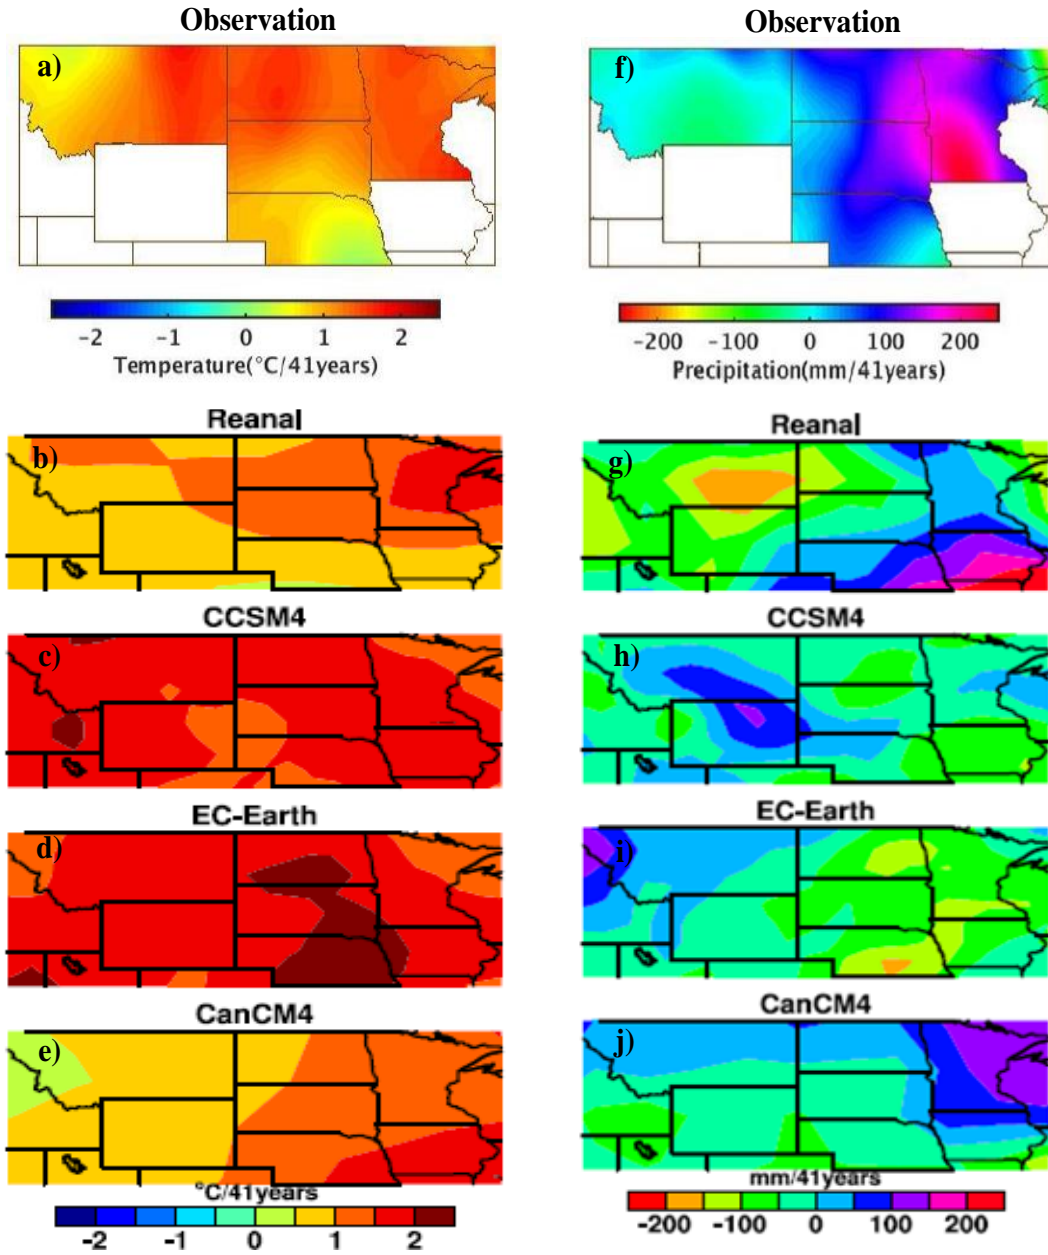 Observation
a)
-2 -1 0 1 2
Temperature(°C/41years)
Reanal
b)
CCSM4
c)
EC-Earth
d)
CanCM4
e)
°C/41years
-2 -1 0 1 2
Observation
f)
-200 -100 0 100 200
Precipitation(mm/41years)
Reanal
g)
CCSM4
h)
EC-Earth
i)
CanCM4
j)
mm/41years
-200 -100 0 100 200